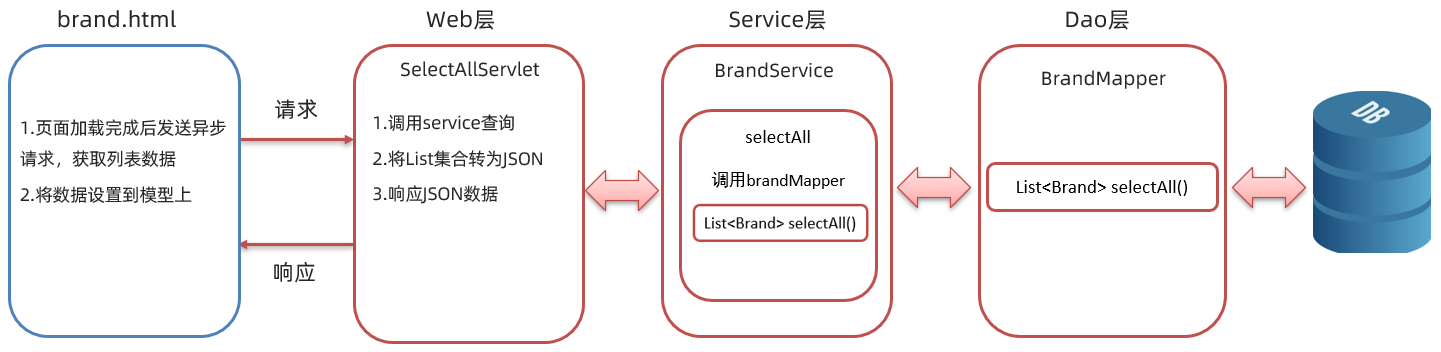 brand.html
Web层
Service层
Dao层
1.页面加载完成后发送异步
请求，获取列表数据
2.将数据设置到模型上
请求
响应
SelectAllServlet
1.调用service查询
2.将List集合转为JSON
3.响应JSON数据
BrandService
selectAll
调用brandMapper
List<Brand> selectAll()
BrandMapper
List<Brand> selectAll()
DB